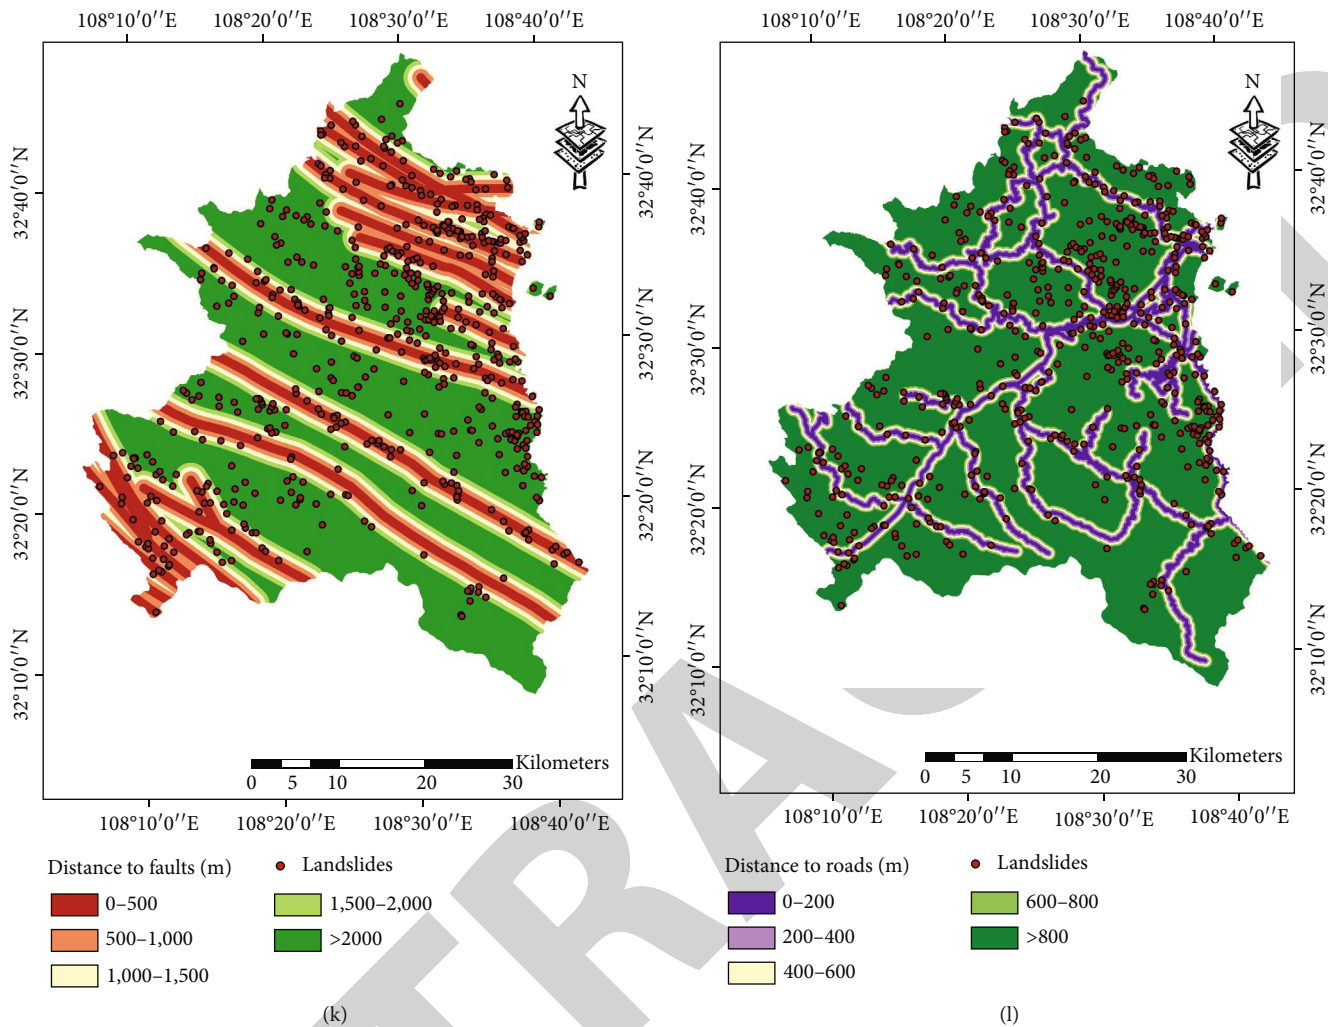 108°10′0′′E 108°20′0′′E 108°30′0′′E 108°40′0′′E
N
32°40′0′′N
32°30′0′′N
32°20′0′′N
32°10′0′′N
32°40′0′′N
32°30′0′′N
32°20′0′′N
32°10′0′′N
Kilometers
0 5 10 20 30
108°10′0′′E 108°20′0′′E 108°30′0′′E 108°40′0′′E
Distance to faults (m)
0–500
500–1,000
1,000–1,500
Landslides
1,500–2,000
>2000
(k)
108°10′0′′E 108°20′0′′E 108°30′0′′E 108°40′0′′E
N
32°40′0′′N
32°30′0′′N
32°20′0′′N
32°10′0′′N
32°40′0′′N
32°30′0′′N
32°20′0′′N
32°10′0′′N
Kilometers
0 5 10 20 30
108°10′0′′E 108°20′0′′E 108°30′0′′E 108°40′0′′E
Distance to roads (m)
0–200
200–400
400–600
Landslides
600–800
>800
(l)
TRAC